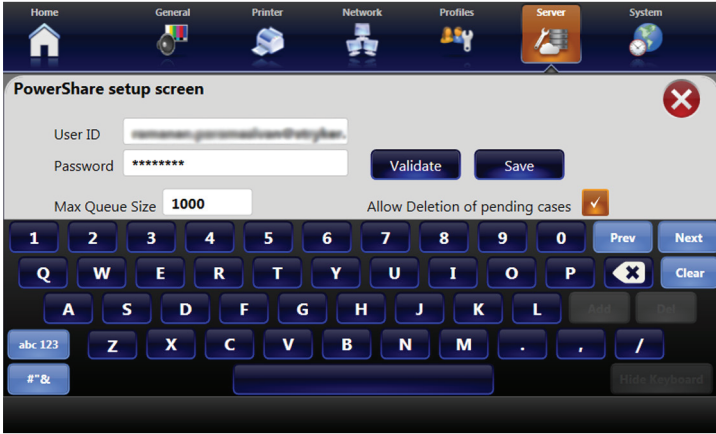 Home General Printer Network Profiles Server System
PowerShare setup screen
User ID
Password ******** Validate Save
Max Queue Size 1000 Allow Deletion of pending cases
1 2 3 4 5 6 7 8 9 0 Prev Next
Q W E R T Y U I O P Clear
A S D F G H J K L Add Del
abc 123 Z X C V B N M . , /
#"& Hide Keyboard